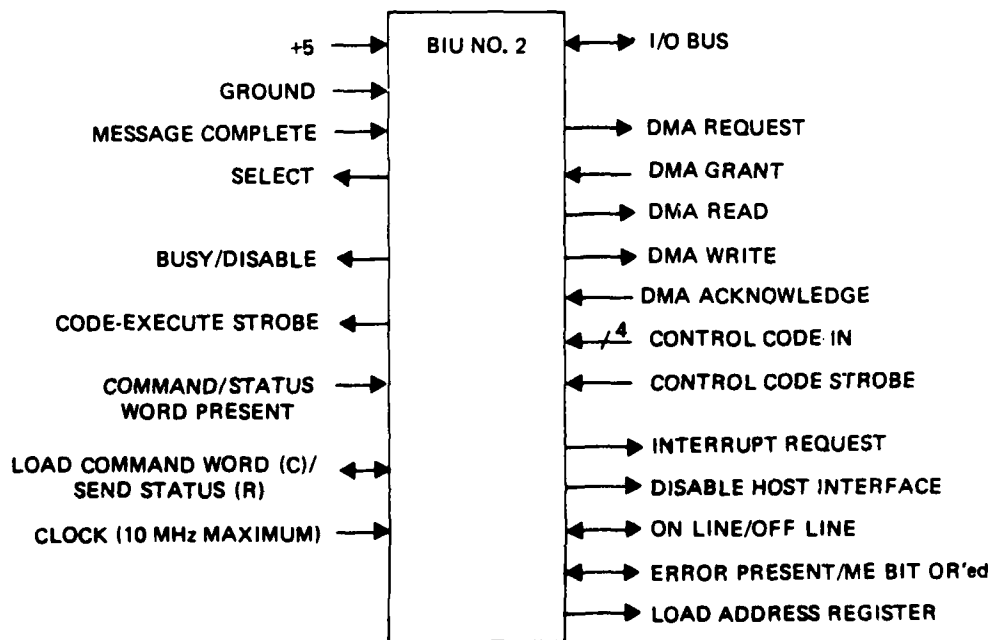 BIU NO. 2
+5
GROUND
MESSAGE COMPLETE
SELECT
BUSY/DISABLE
CODE-EXECUTE STROBE
COMMAND/STATUS
WORD PRESENT
LOAD COMMAND WORD (C)/
SEND STATUS (R)
CLOCK (10 MHz MAXIMUM)
I/O BUS
DMA REQUEST
DMA GRANT
DMA READ
DMA WRITE
DMA ACKNOWLEDGE
4
CONTROL CODE IN
CONTROL CODE STROBE
INTERRUPT REQUEST
DISABLE HOST INTERFACE
ON LINE/OFF LINE
ERROR PRESENT/ME BIT OR'ed
LOAD ADDRESS REGISTER